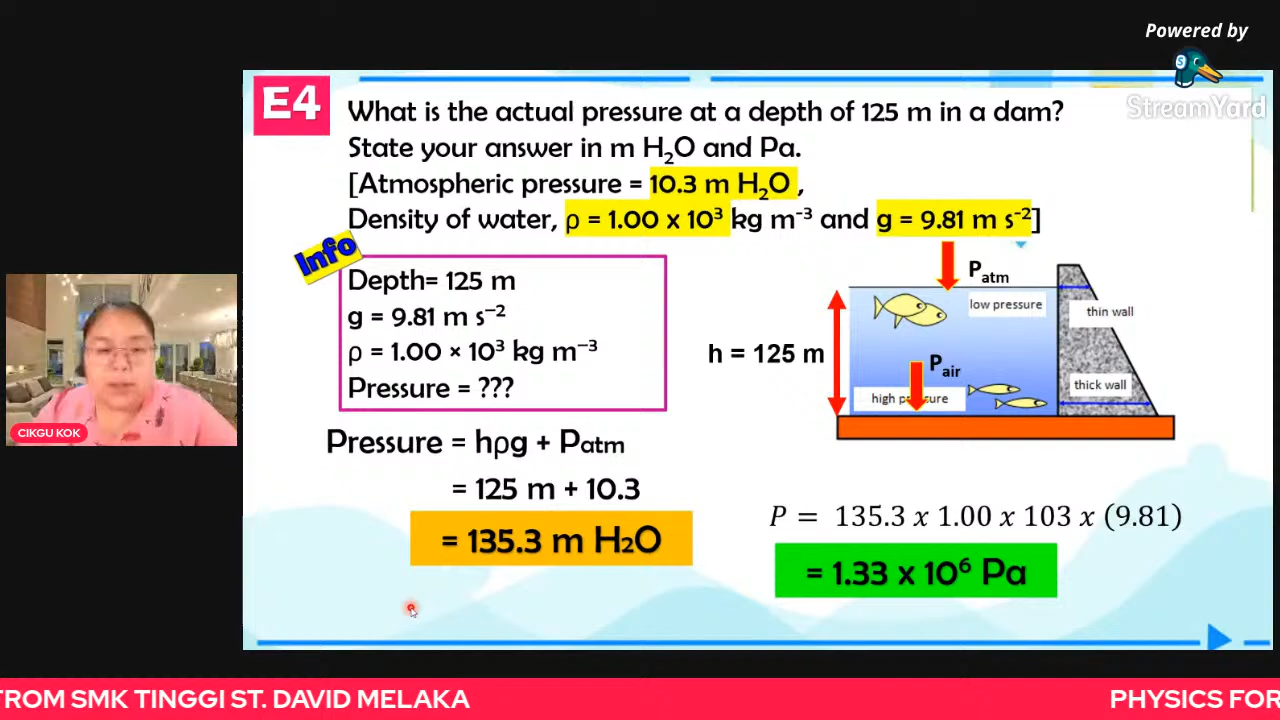 Powered by
StreamYard
E4
What is the actual pressure at a depth of 125 m in a dam?
State your answer in m H₂O and Pa.
[Atmospheric pressure = 10.3 m H₂O ,
Density of water, ρ = 1.00 x 10³ kg m⁻³ and g = 9.81 m s⁻²]
Info
Depth= 125 m
g = 9.81 m s⁻²
ρ = 1.00 × 10³ kg m⁻³
Pressure = ???
Patm
low pressure
thin wall
h = 125 m
Pair
thick wall
high pressure
CIKGU KOK
Pressure = hρg + Patm
= 125 m + 10.3
= 135.3 m H₂O
P = 135.3 x 1.00 x 103 x (9.81)
= 1.33 x 10⁶ Pa
FROM SMK TINGGI ST. DAVID MELAKA
PHYSICS FOR